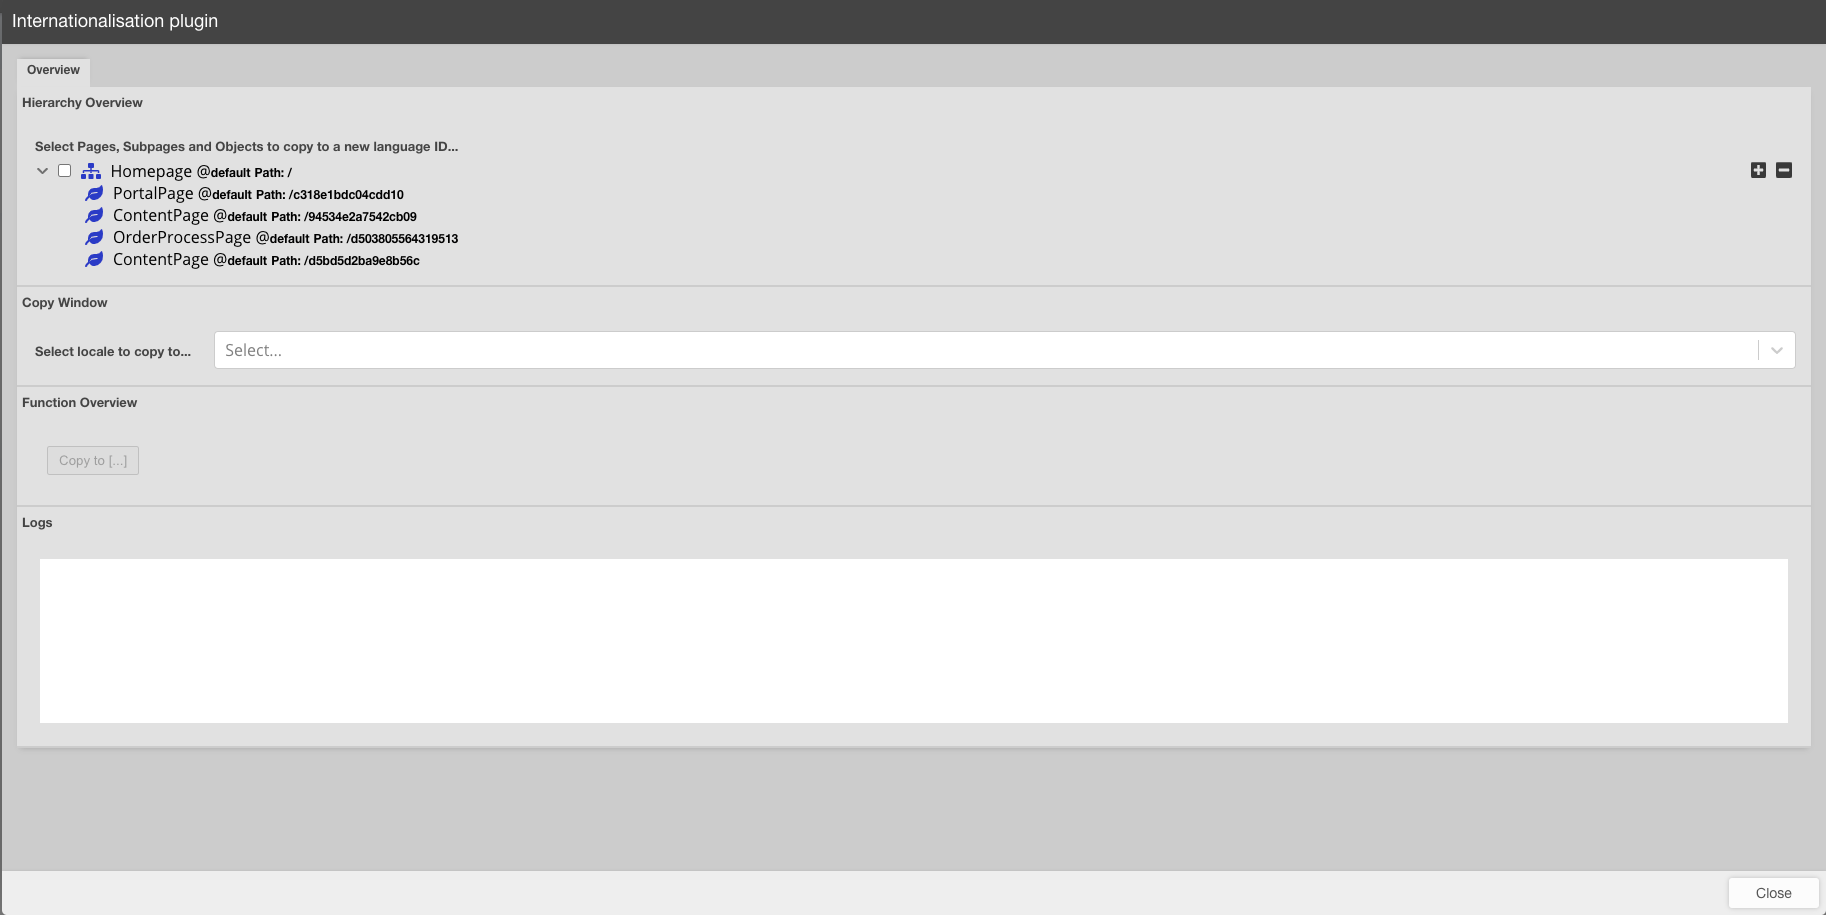 Internationalisation plugin
Overview
Hierarchy Overview
Select Pages, Subpages and Objects to copy to a new language ID...
Homepage @default Path: /
PortalPage @default Path: /c318e1bdc04cdd10
ContentPage @default Path: /94534e2a7542cb09
OrderProcessPage @default Path: /d503805564319513
ContentPage @default Path: /d5bd5d2ba9e8b56c
Copy Window
Select locale to copy to... Select...
Function Overview
Copy to [...]
Logs
Close